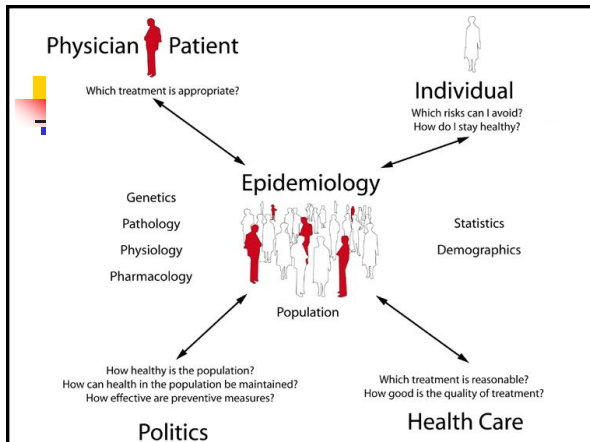 Physician Patient
Which treatment is appropriate?
Individual
Which risks can I avoid?
How do I stay healthy?
Epidemiology
Genetics
Pathology
Physiology
Pharmacology
Statistics
Demographics
Population
How healthy is the population?
How can health in the population be maintained?
How effective are preventive measures?
Politics
Which treatment is reasonable?
How good is the quality of treatment?
Health Care